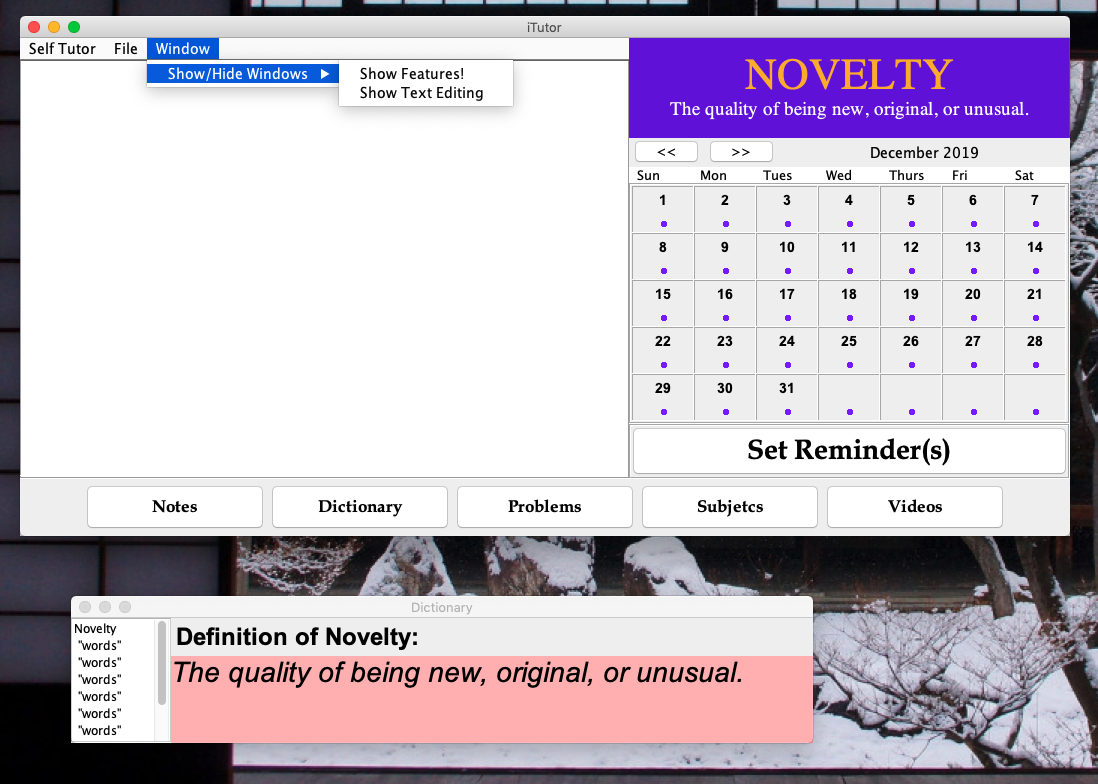 iTutor
Self Tutor File Window
Show/Hide Windows
Show Features!
Show Text Editing
NOVELTY
The quality of being new, original, or unusual.
<< >> December 2019
Sun Mon Tues Wed Thurs Fri Sat
1 2 3 4 5 6 7
8 9 10 11 12 13 14
15 16 17 18 19 20 21
22 23 24 25 26 27 28
29 30 31
Set Reminder(s)
Notes Dictionary Problems Subjetcs Videos
Dictionary
Novelty
"words"
"words"
"words"
"words"
"words"
"words"
Definition of Novelty:
The quality of being new, original, or unusual.